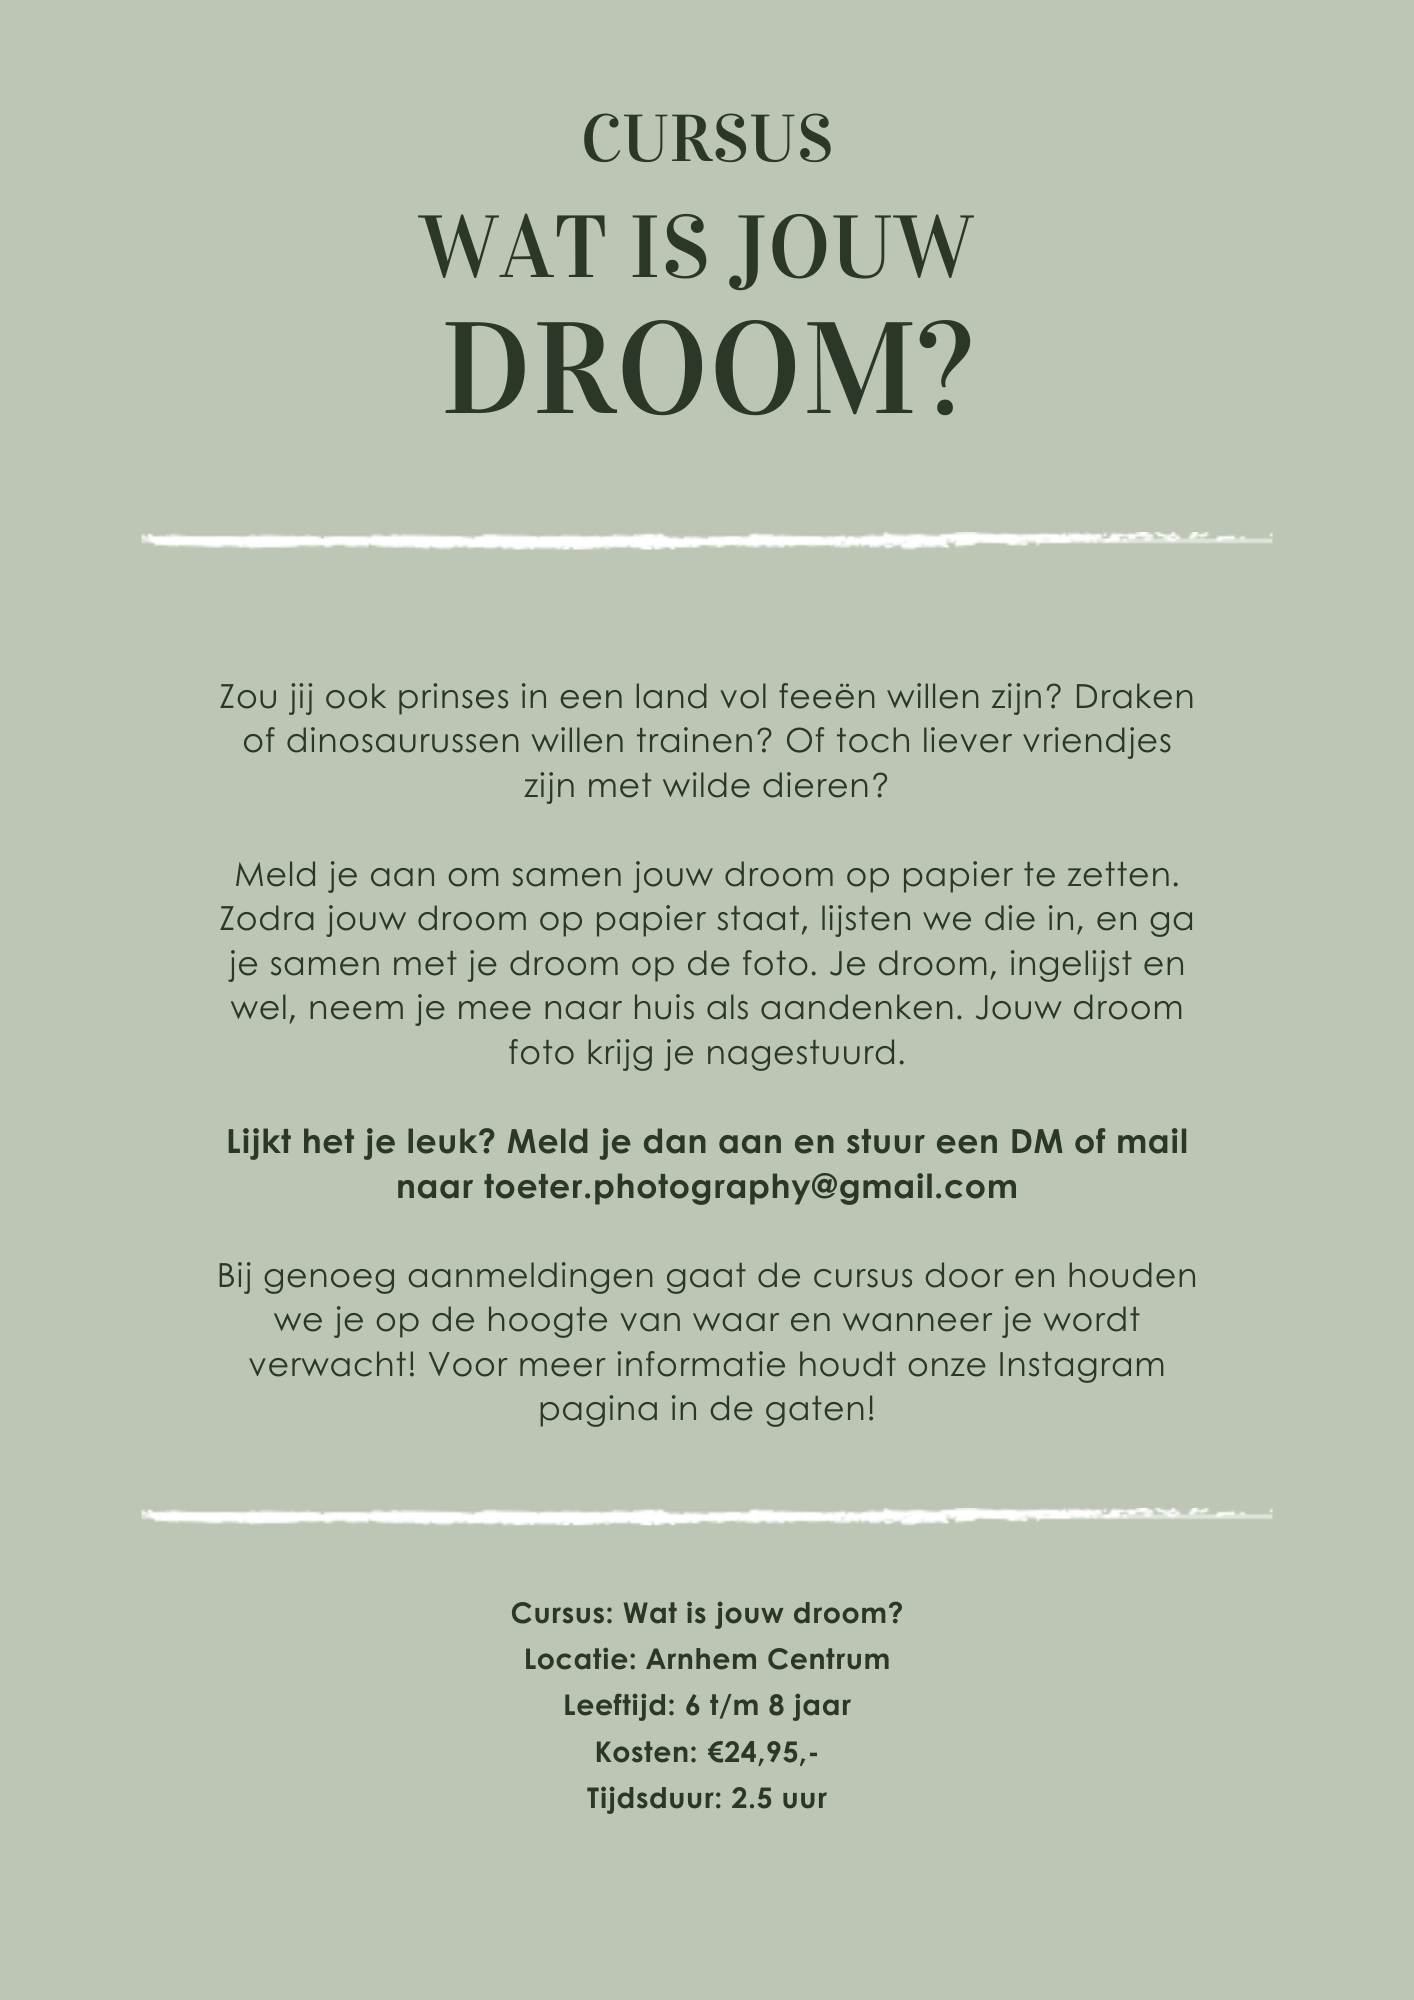 CURSUS
WAT IS JOUW
DROOM?
Zou jij ook prinses in een land vol feeën willen zijn? Draken
of dinosaurussen willen trainen? Of toch liever vriendjes
zijn met wilde dieren?
Meld je aan om samen jouw droom op papier te zetten.
Zodra jouw droom op papier staat, lijsten we die in, en ga
je samen met je droom op de foto. Je droom, ingelijst en
wel, neem je mee naar huis als aandenken. Jouw droom
foto krijg je nagestuurd.
Lijkt het je leuk? Meld je dan aan en stuur een DM of mail
naar toeter.photography@gmail.com
Bij genoeg aanmeldingen gaat de cursus door en houden
we je op de hoogte van waar en wanneer je wordt
verwacht! Voor meer informatie houdt onze Instagram
pagina in de gaten!
Cursus: Wat is jouw droom?
Locatie: Arnhem Centrum
Leeftijd: 6 t/m 8 jaar
Kosten: €24,95,-
Tijdsduur: 2.5 uur